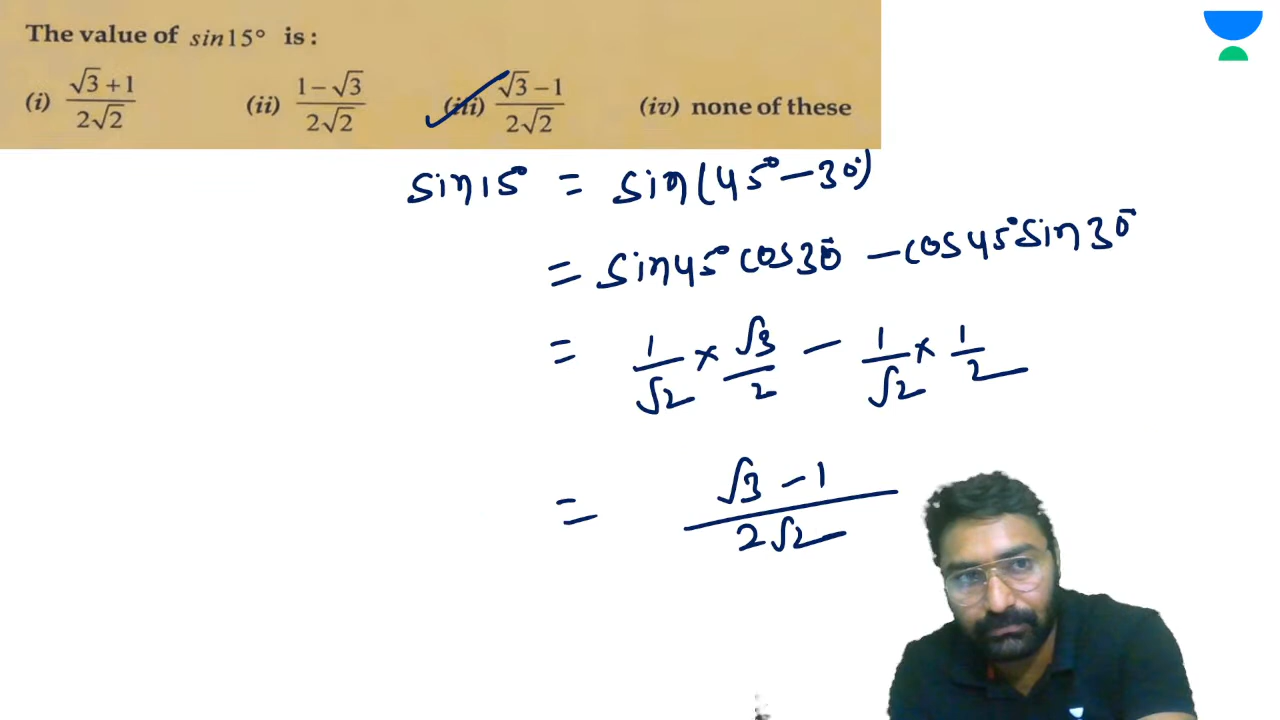 The value of sin15° is :
(i) √3+1/2√2 (ii) 1−√3/2√2 (iii) √3−1/2√2 (iv) none of these
sin15° = sin(45°−30°)
= sin45° cos30° − cos45° sin30°
= 1/√2 × √3/2 − 1/√2 × 1/2
= √3−1/2√2